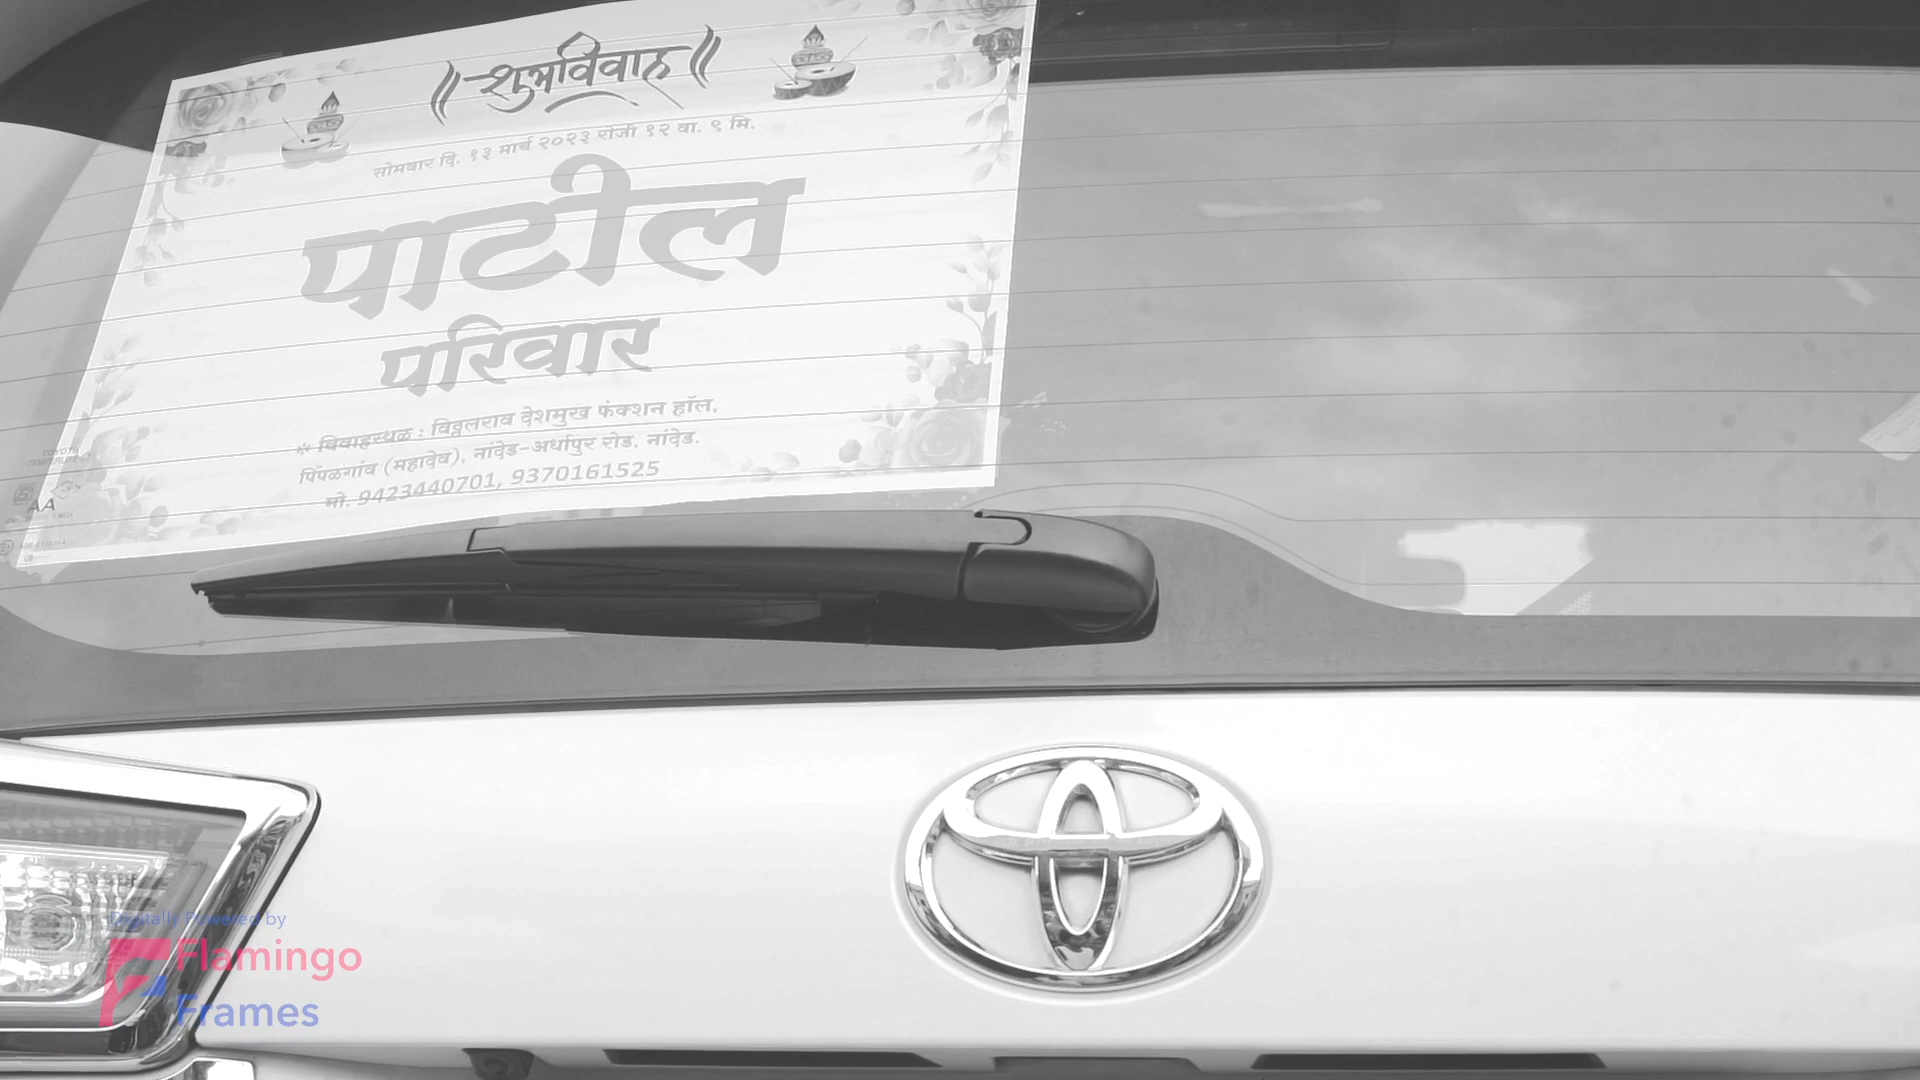 ॥ शुभविवाह ॥
सोमवार दि. १३ मार्च २०२३ रोजी १२ वा. ९ मि.
पाटील
परिवार
* विवाहस्थळ : विठ्ठलराव देशमुख फंक्शन हॉल,
पिंपळगांव (महादेव), नांदेड-अर्धापुर रोड, नांदेड.
मो. 9423440701, 9370161525
AA
Digitally Powered by
Flamingo
Frames